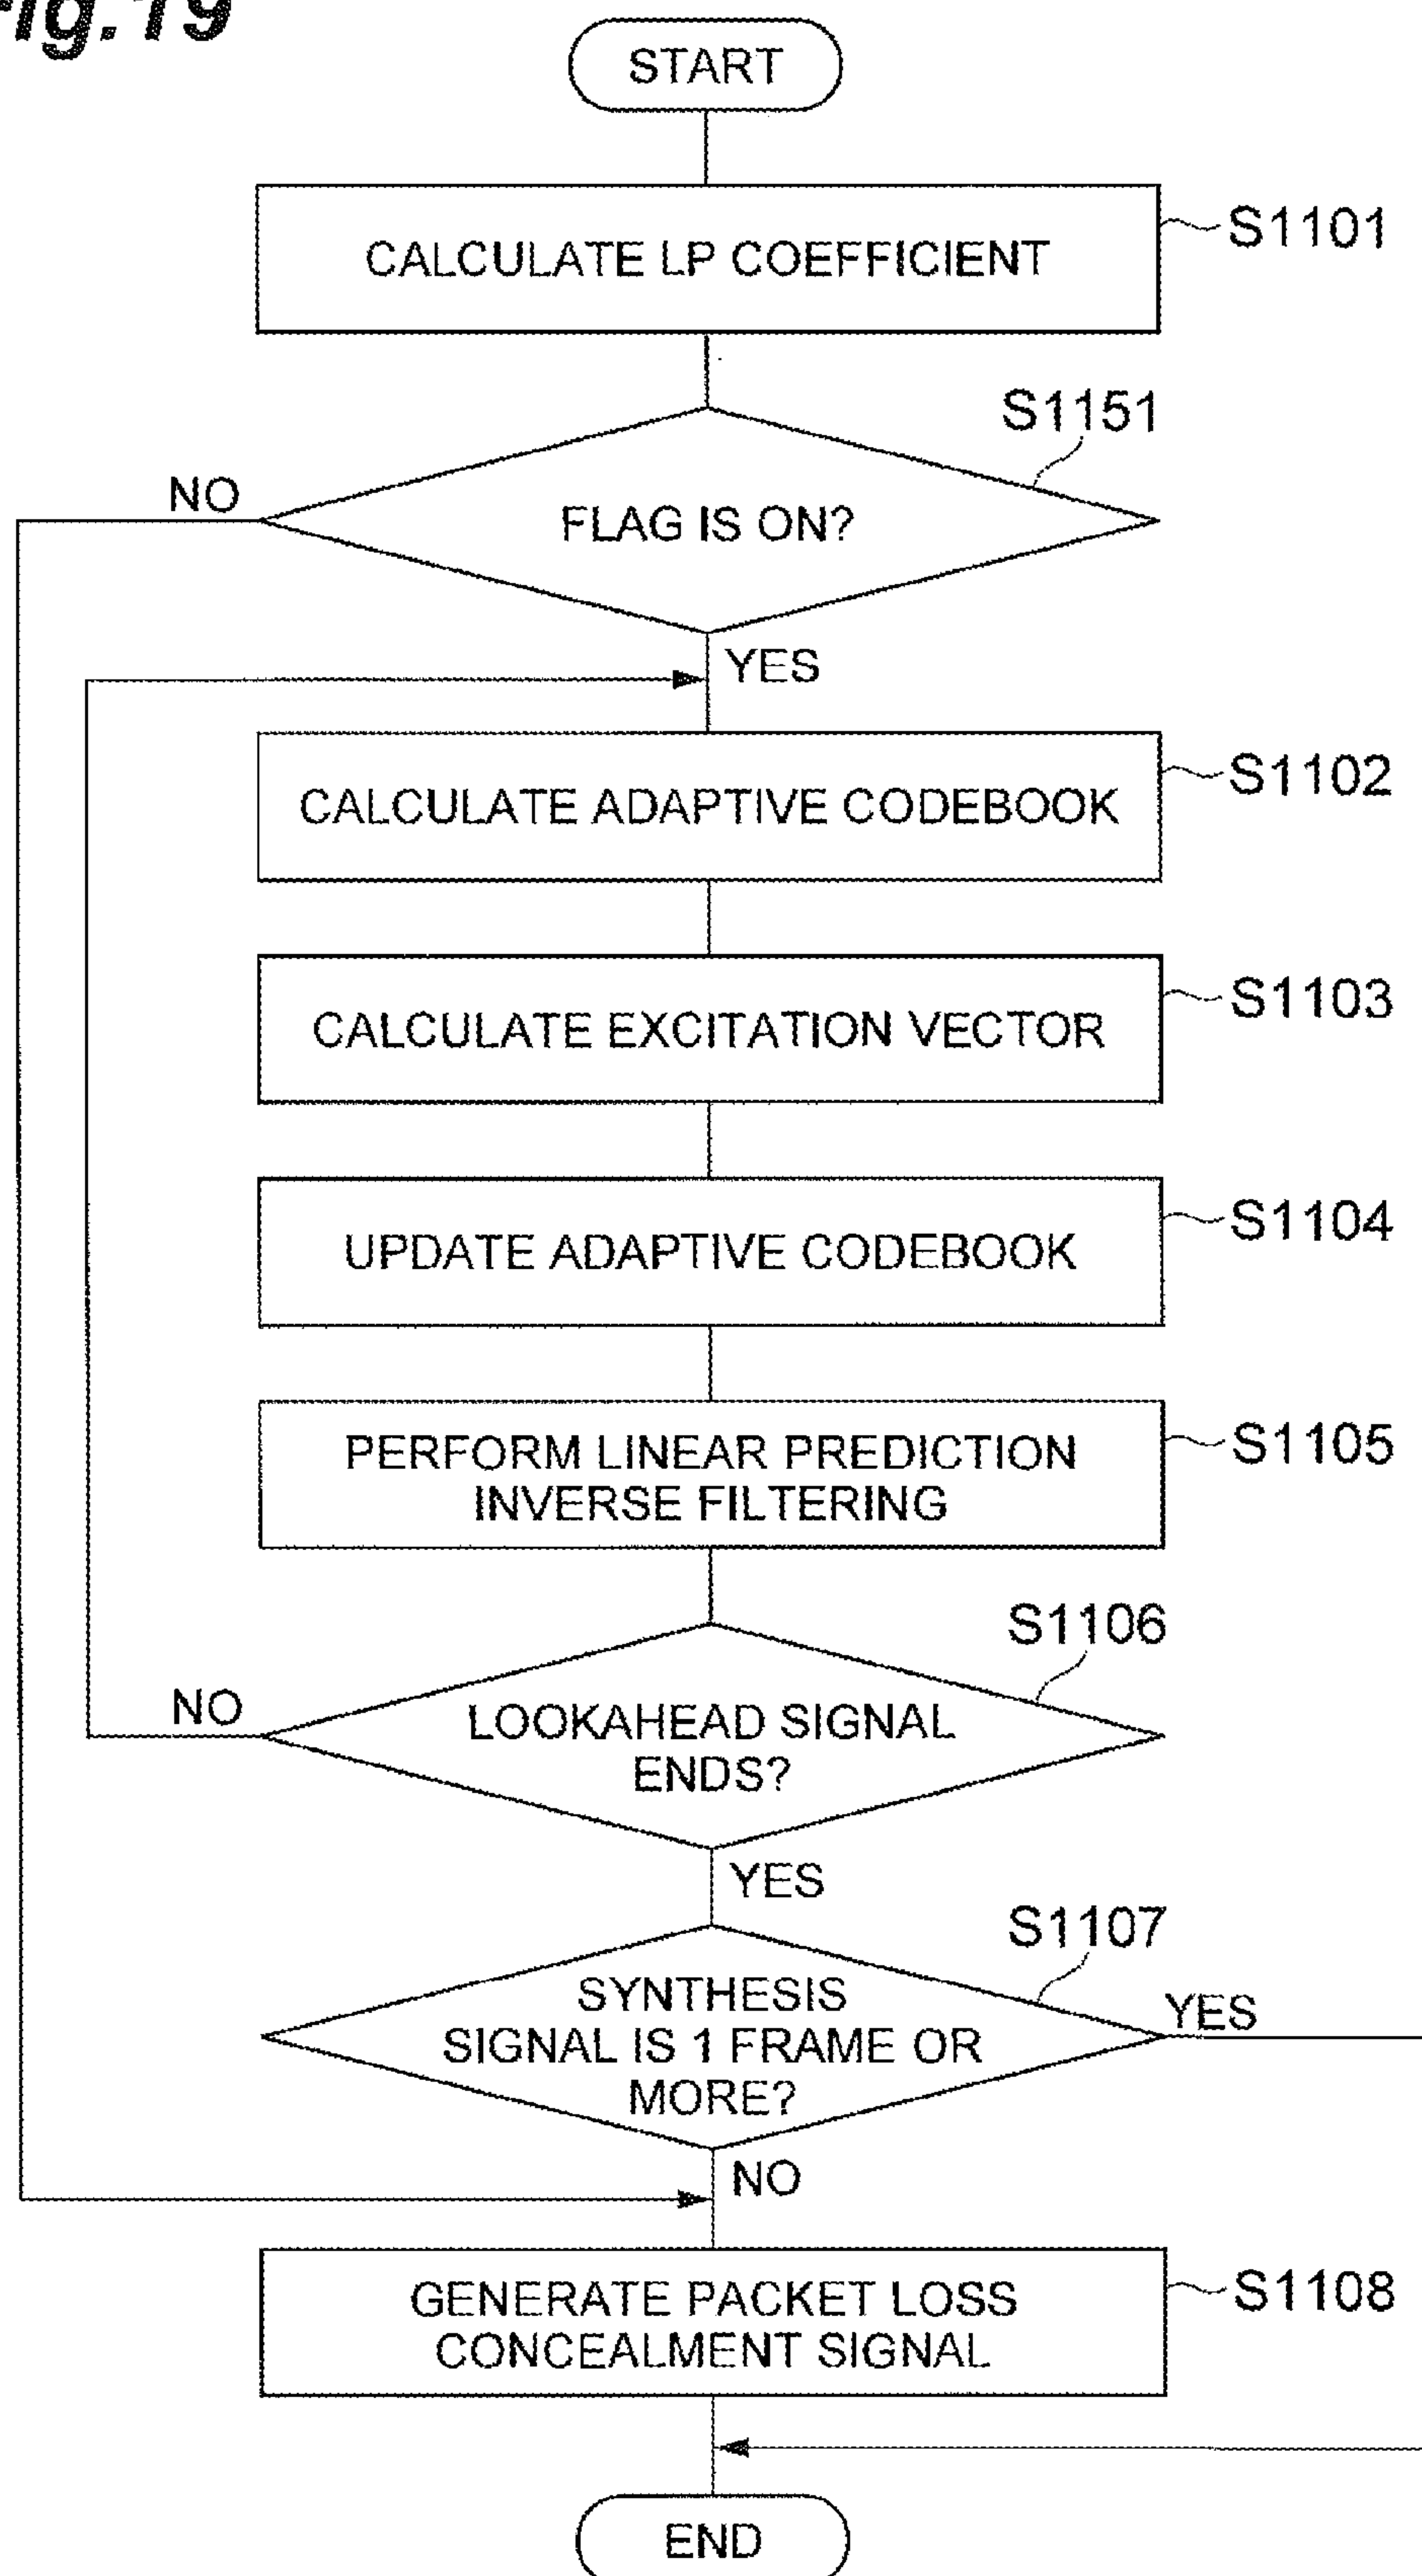 Fig.19
START
CALCULATE LP COEFFICIENT
S1101
S1151
NO
FLAG IS ON?
YES
CALCULATE ADAPTIVE CODEBOOK
S1102
CALCULATE EXCITATION VECTOR
S1103
UPDATE ADAPTIVE CODEBOOK
S1104
PERFORM LINEAR PREDICTION
INVERSE FILTERING
S1105
S1106
NO
LOOKAHEAD SIGNAL
ENDS?
YES
S1107
SYNTHESIS
SIGNAL IS 1 FRAME OR
MORE?
YES
NO
GENERATE PACKET LOSS
CONCEALMENT SIGNAL
S1108
END